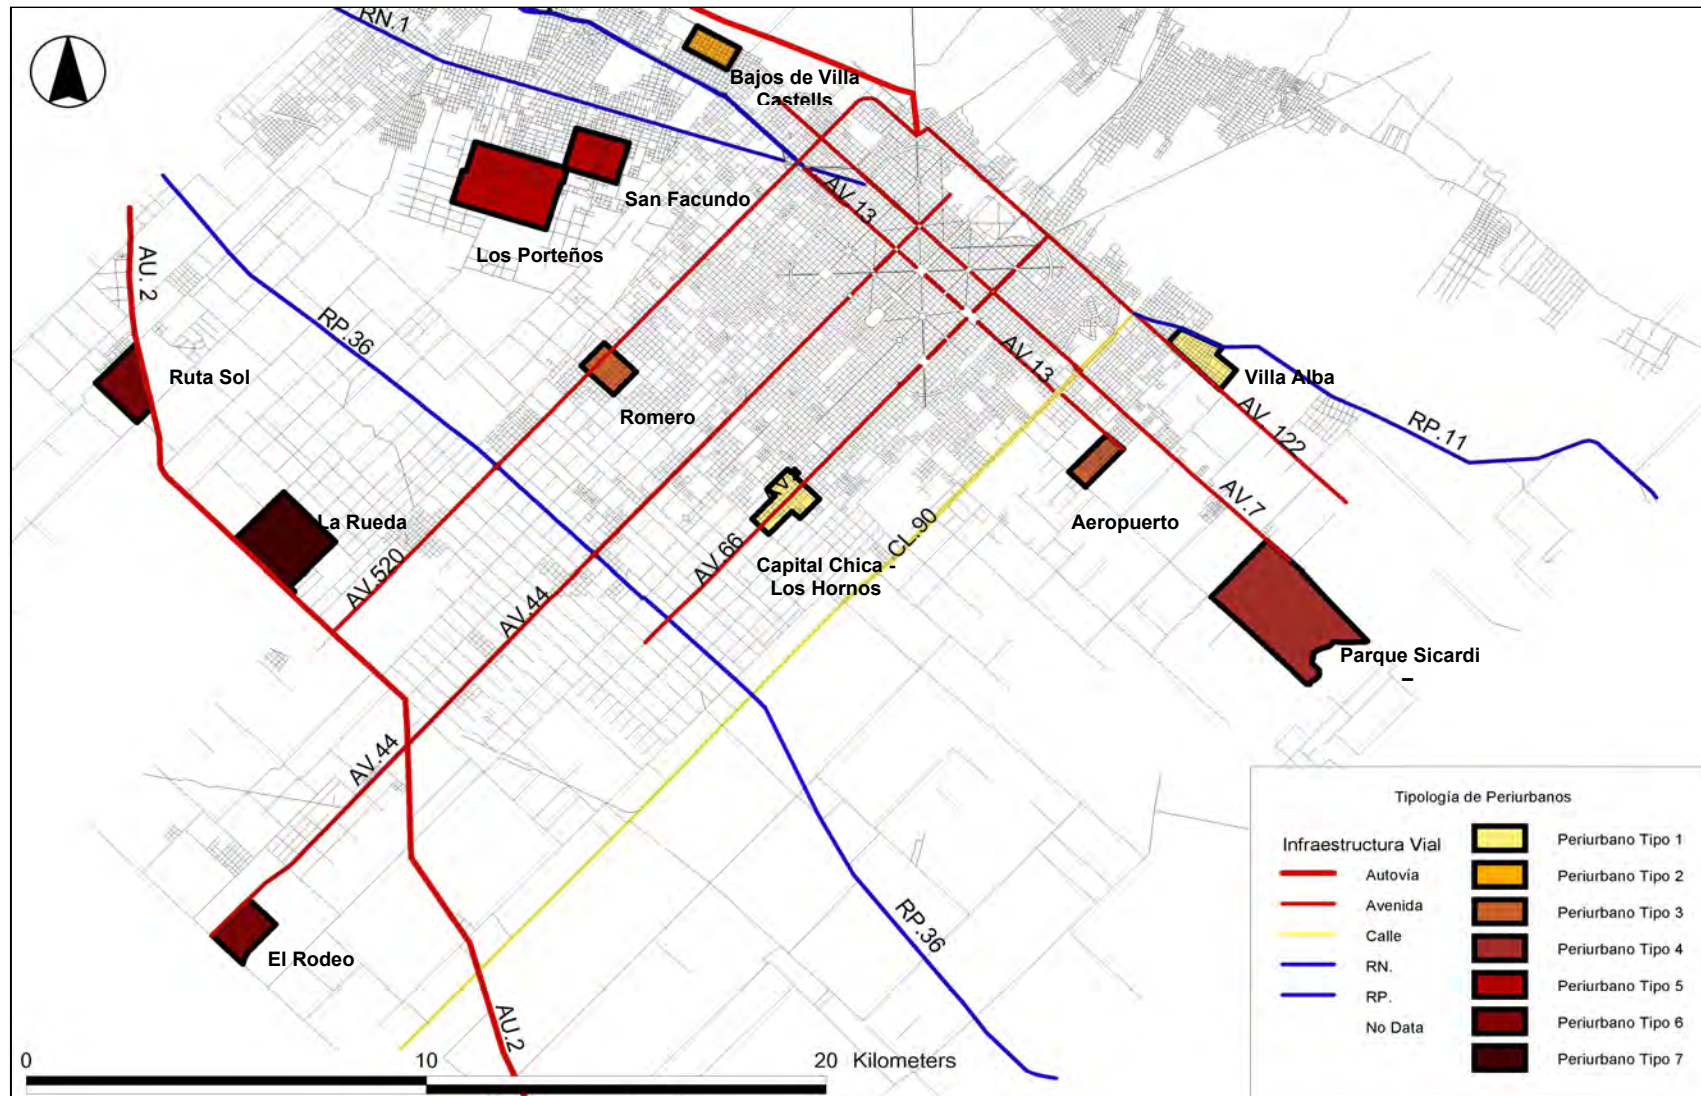 RN.1
Bajos de Villa
Castells
AV.13
San Facundo
Los Porteños
AU. 2
RP.36
Ruta Sol
Romero
AV.13
Villa Alba
AV. 122
RP.11
La Rueda
AV.520
AV.44
AV.66
Capital Chica -
Los Hornos
CL.90
Aeropuerto
AV.7
Parque Sicardi
–
AV.44
El Rodeo
AU.2
RP.36
0 10 20 Kilometers
Tipología de Periurbanos
Infraestructura Vial
Autovía
Avenida
Calle
RN.
RP.
No Data
Periurbano Tipo 1
Periurbano Tipo 2
Periurbano Tipo 3
Periurbano Tipo 4
Periurbano Tipo 5
Periurbano Tipo 6
Periurbano Tipo 7